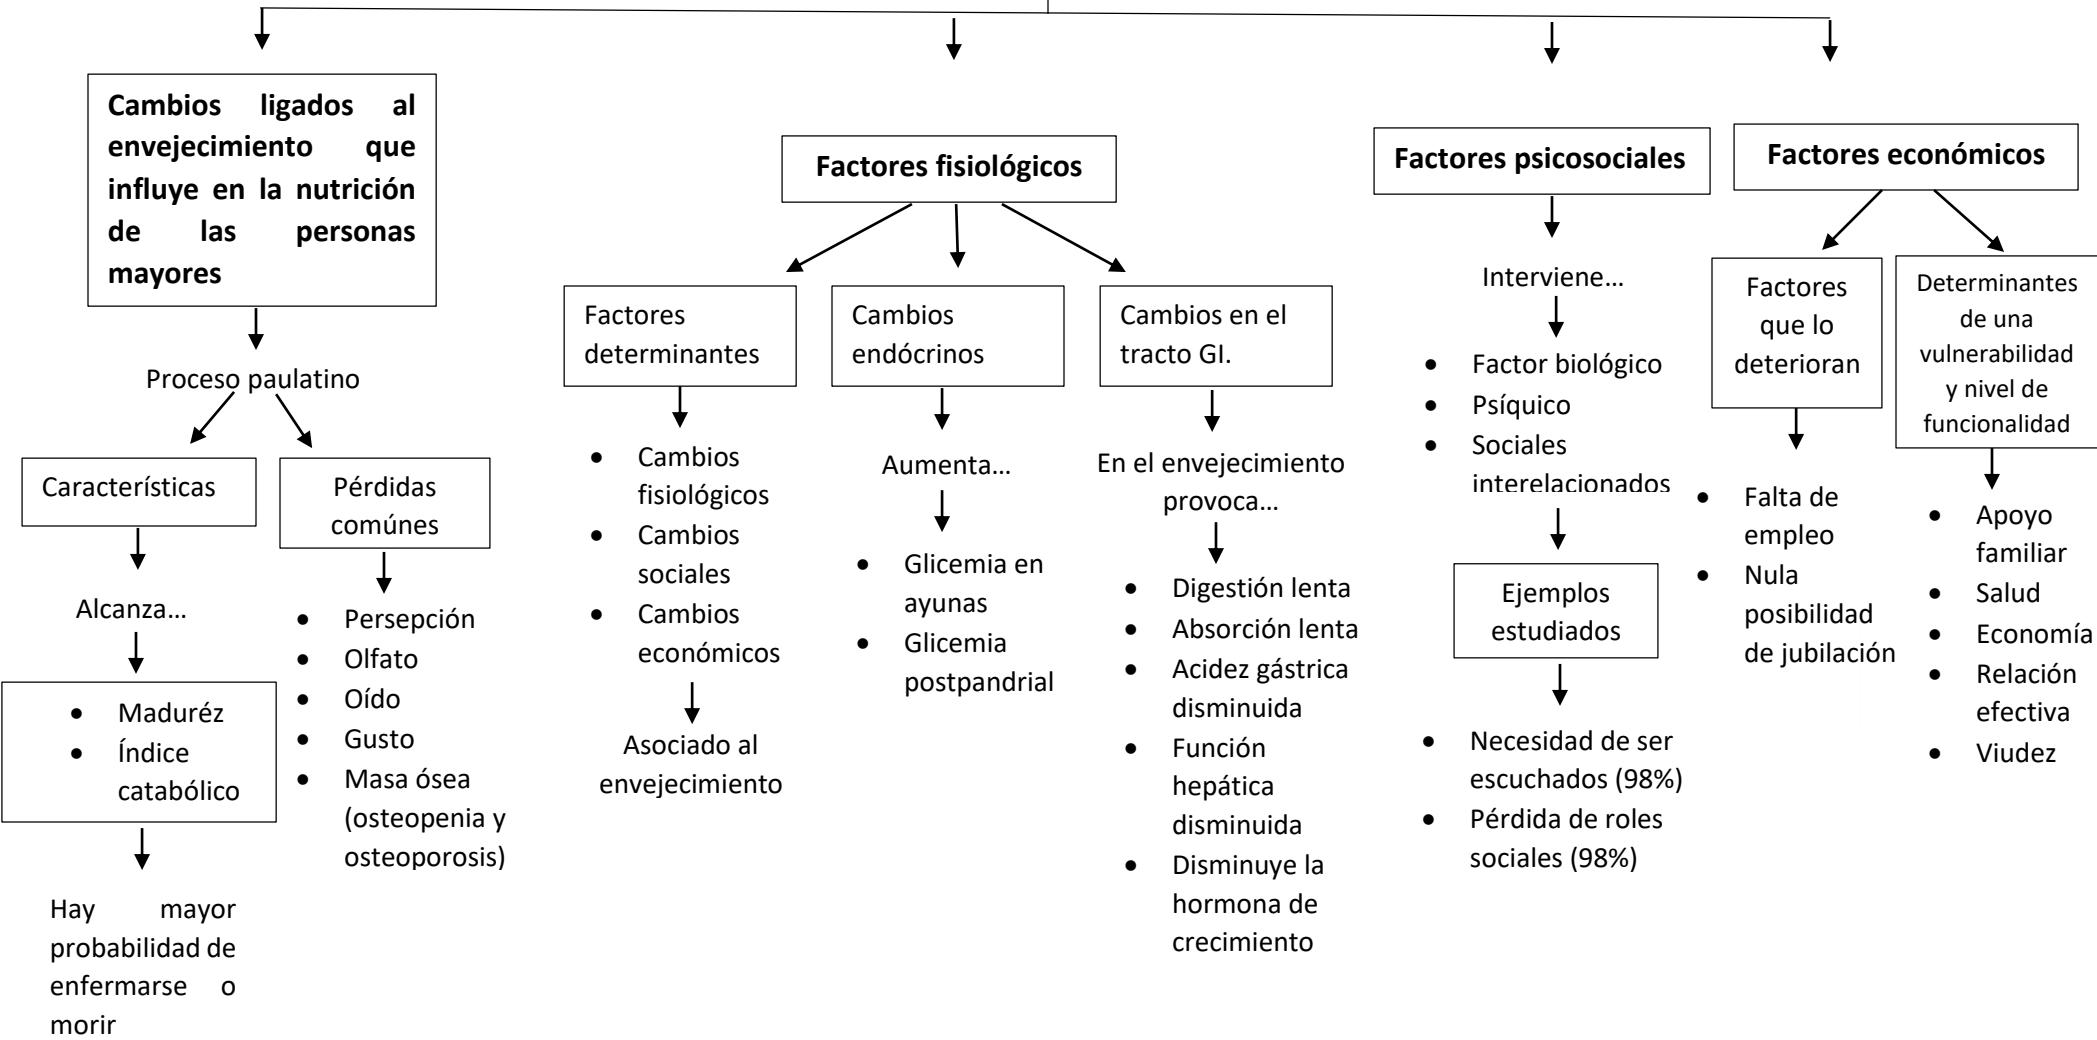 Cambios ligados al
envejecimiento que
influye en la nutrición
de las personas
mayores
Proceso paulatino
Características
Alcanza...
• Maduréz
• Índice
catabólico
Hay mayor
probabilidad de
enfermarse o
morir
Pérdidas
comúnes
• Persepción
• Olfato
• Oído
• Gusto
• Masa ósea
(osteopenia y
osteoporosis)
Factores fisiológicos
Factores
determinantes
• Cambios
fisiológicos
• Cambios
sociales
• Cambios
económicos
Asociado al
envejecimiento
Cambios
endócrinos
Aumenta...
• Glicemia en
ayunas
• Glicemia
postpandrial
Cambios en el
tracto GI.
En el envejecimiento
provoca...
• Digestión lenta
• Absorción lenta
• Acidez gástrica
disminuida
• Función
hepática
disminuida
• Disminuye la
hormona de
crecimiento
Factores psicosociales
Interviene...
• Factor biológico
• Psíquico
• Sociales
interelacionados
Ejemplos
estudiados
• Necesidad de ser
escuchados (98%)
• Pérdida de roles
sociales (98%)
Factores económicos
Factores
que lo
deterioran
• Falta de
empleo
• Nula
posibilidad
de jubilación
Determinantes
de una
vulnerabilidad
y nivel de
funcionalidad
• Apoyo
familiar
• Salud
• Economía
• Relación
efectiva
• Viudez